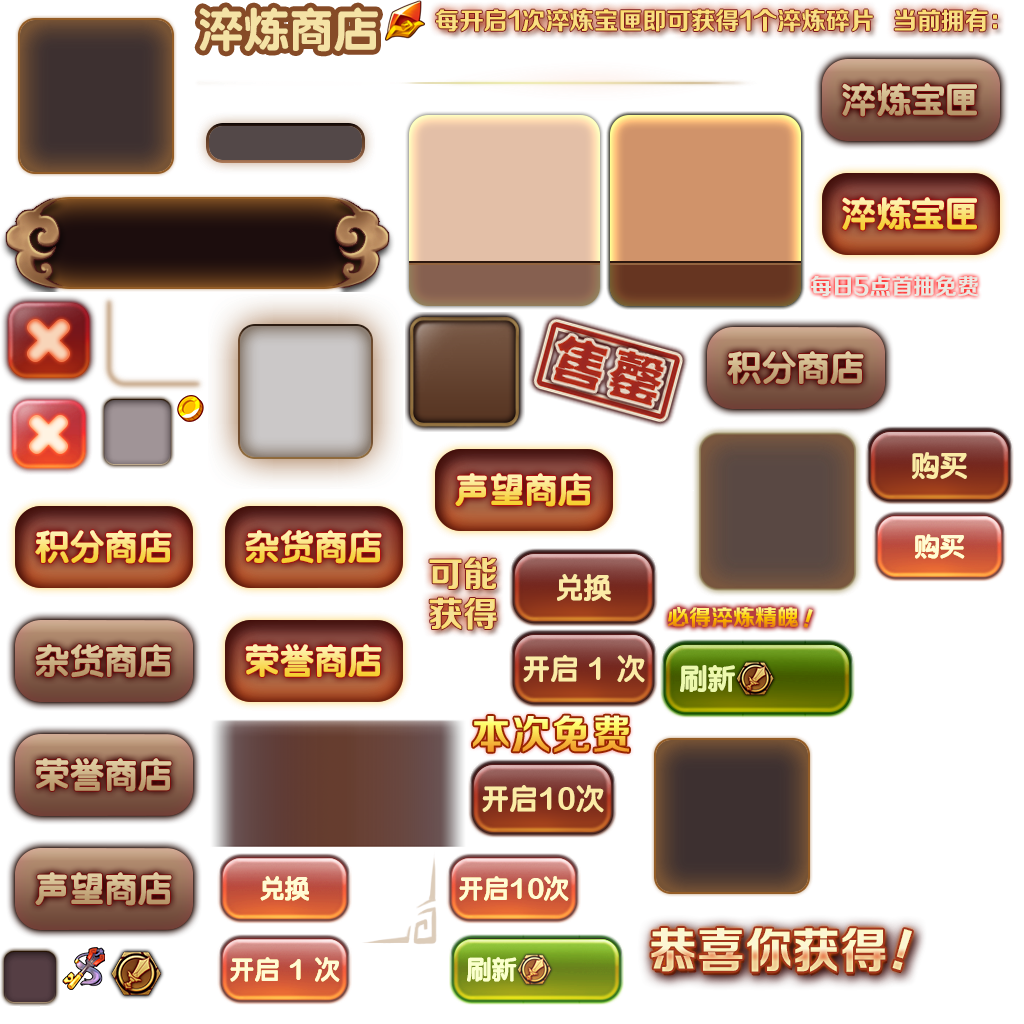 淬炼商店
每开启1次淬炼宝匣即可获得1个淬炼碎片 当前拥有:
淬炼宝匣
淬炼宝匣
每日5点首抽免费
售罄
积分商店
购买
购买
声望商店
积分商店
杂货商店
可能
获得
兑换
必得淬炼精魄!
杂货商店
荣誉商店
开启 1 次
刷新
本次免费
荣誉商店
开启10次
声望商店
兑换
开启10次
恭喜你获得!
开启 1 次
刷新